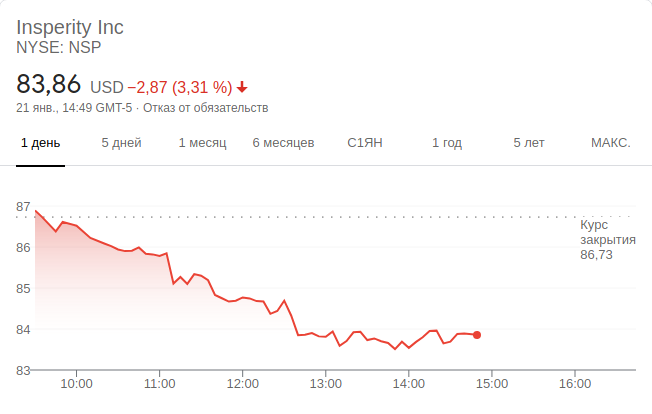 Insperity Inc
NYSE: NSP
83,86 USD −2,87 (3,31 %)
21 янв., 14:49 GMT-5 · Отказ от обязательств
1 день 5 дней 1 месяц 6 месяцев С1ЯН 1 год 5 лет МАКС.
87
Курс
закрытия
86,73
86
85
84
83
10:00 11:00 12:00 13:00 14:00 15:00 16:00